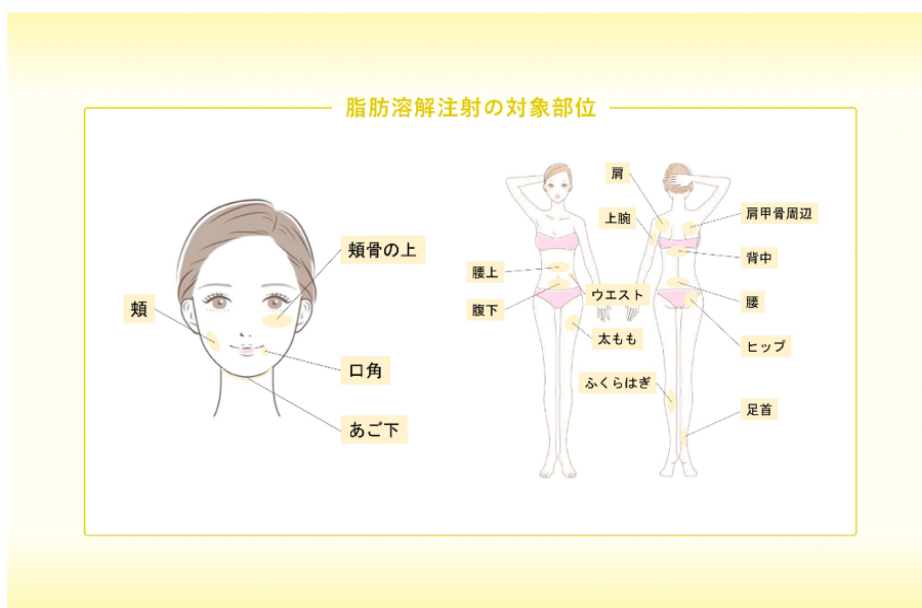 脂肪溶解注射の対象部位
頬骨の上
頬
口角
あご下
肩
上腕
肩甲骨周辺
背中
腰上
腹下
ウエスト
腰
太もも
ヒップ
ふくらはぎ
足首